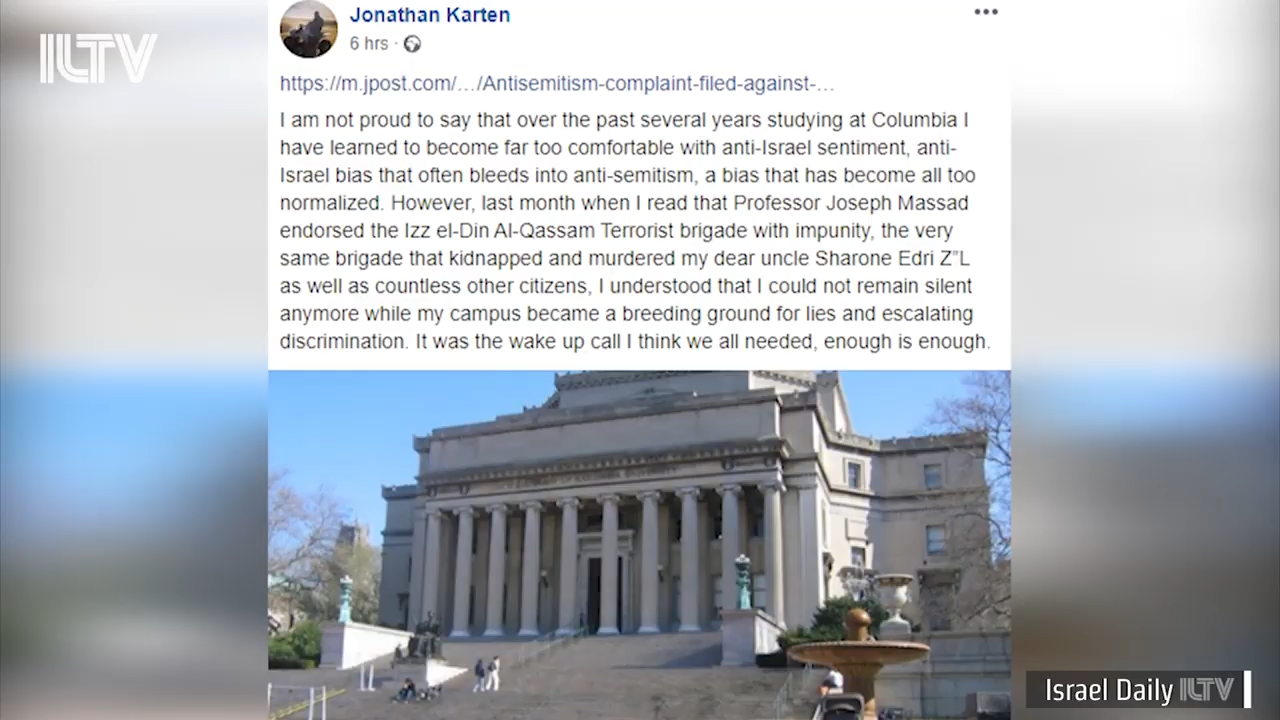 ILTV
Jonathan Karten
6 hrs ·
https://m.jpost.com/…/Antisemitism-complaint-filed-against-…
I am not proud to say that over the past several years studying at Columbia I
have learned to become far too comfortable with anti-Israel sentiment, anti-
Israel bias that often bleeds into anti-semitism, a bias that has become all too
normalized. However, last month when I read that Professor Joseph Massad
endorsed the Izz el-Din Al-Qassam Terrorist brigade with impunity, the very
same brigade that kidnapped and murdered my dear uncle Sharone Edri Z"L
as well as countless other citizens, I understood that I could not remain silent
anymore while my campus became a breeding ground for lies and escalating
discrimination. It was the wake up call I think we all needed, enough is enough.
Israel Daily ILTV